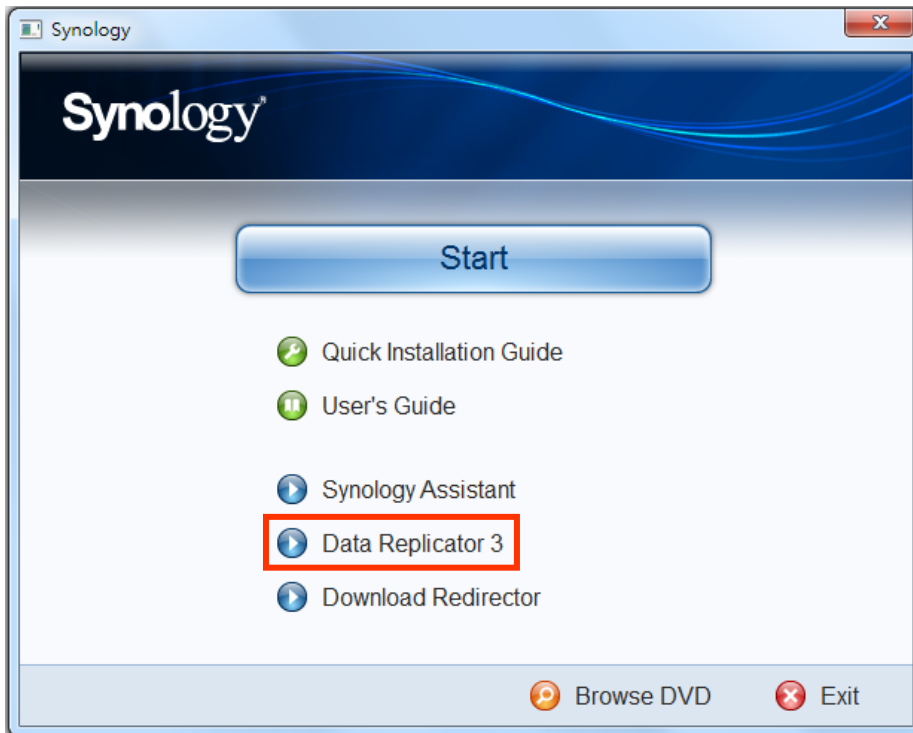 Synology
Synology®
Start
Quick Installation Guide
User's Guide
Synology Assistant
Data Replicator 3
Download Redirector
Browse DVD
Exit